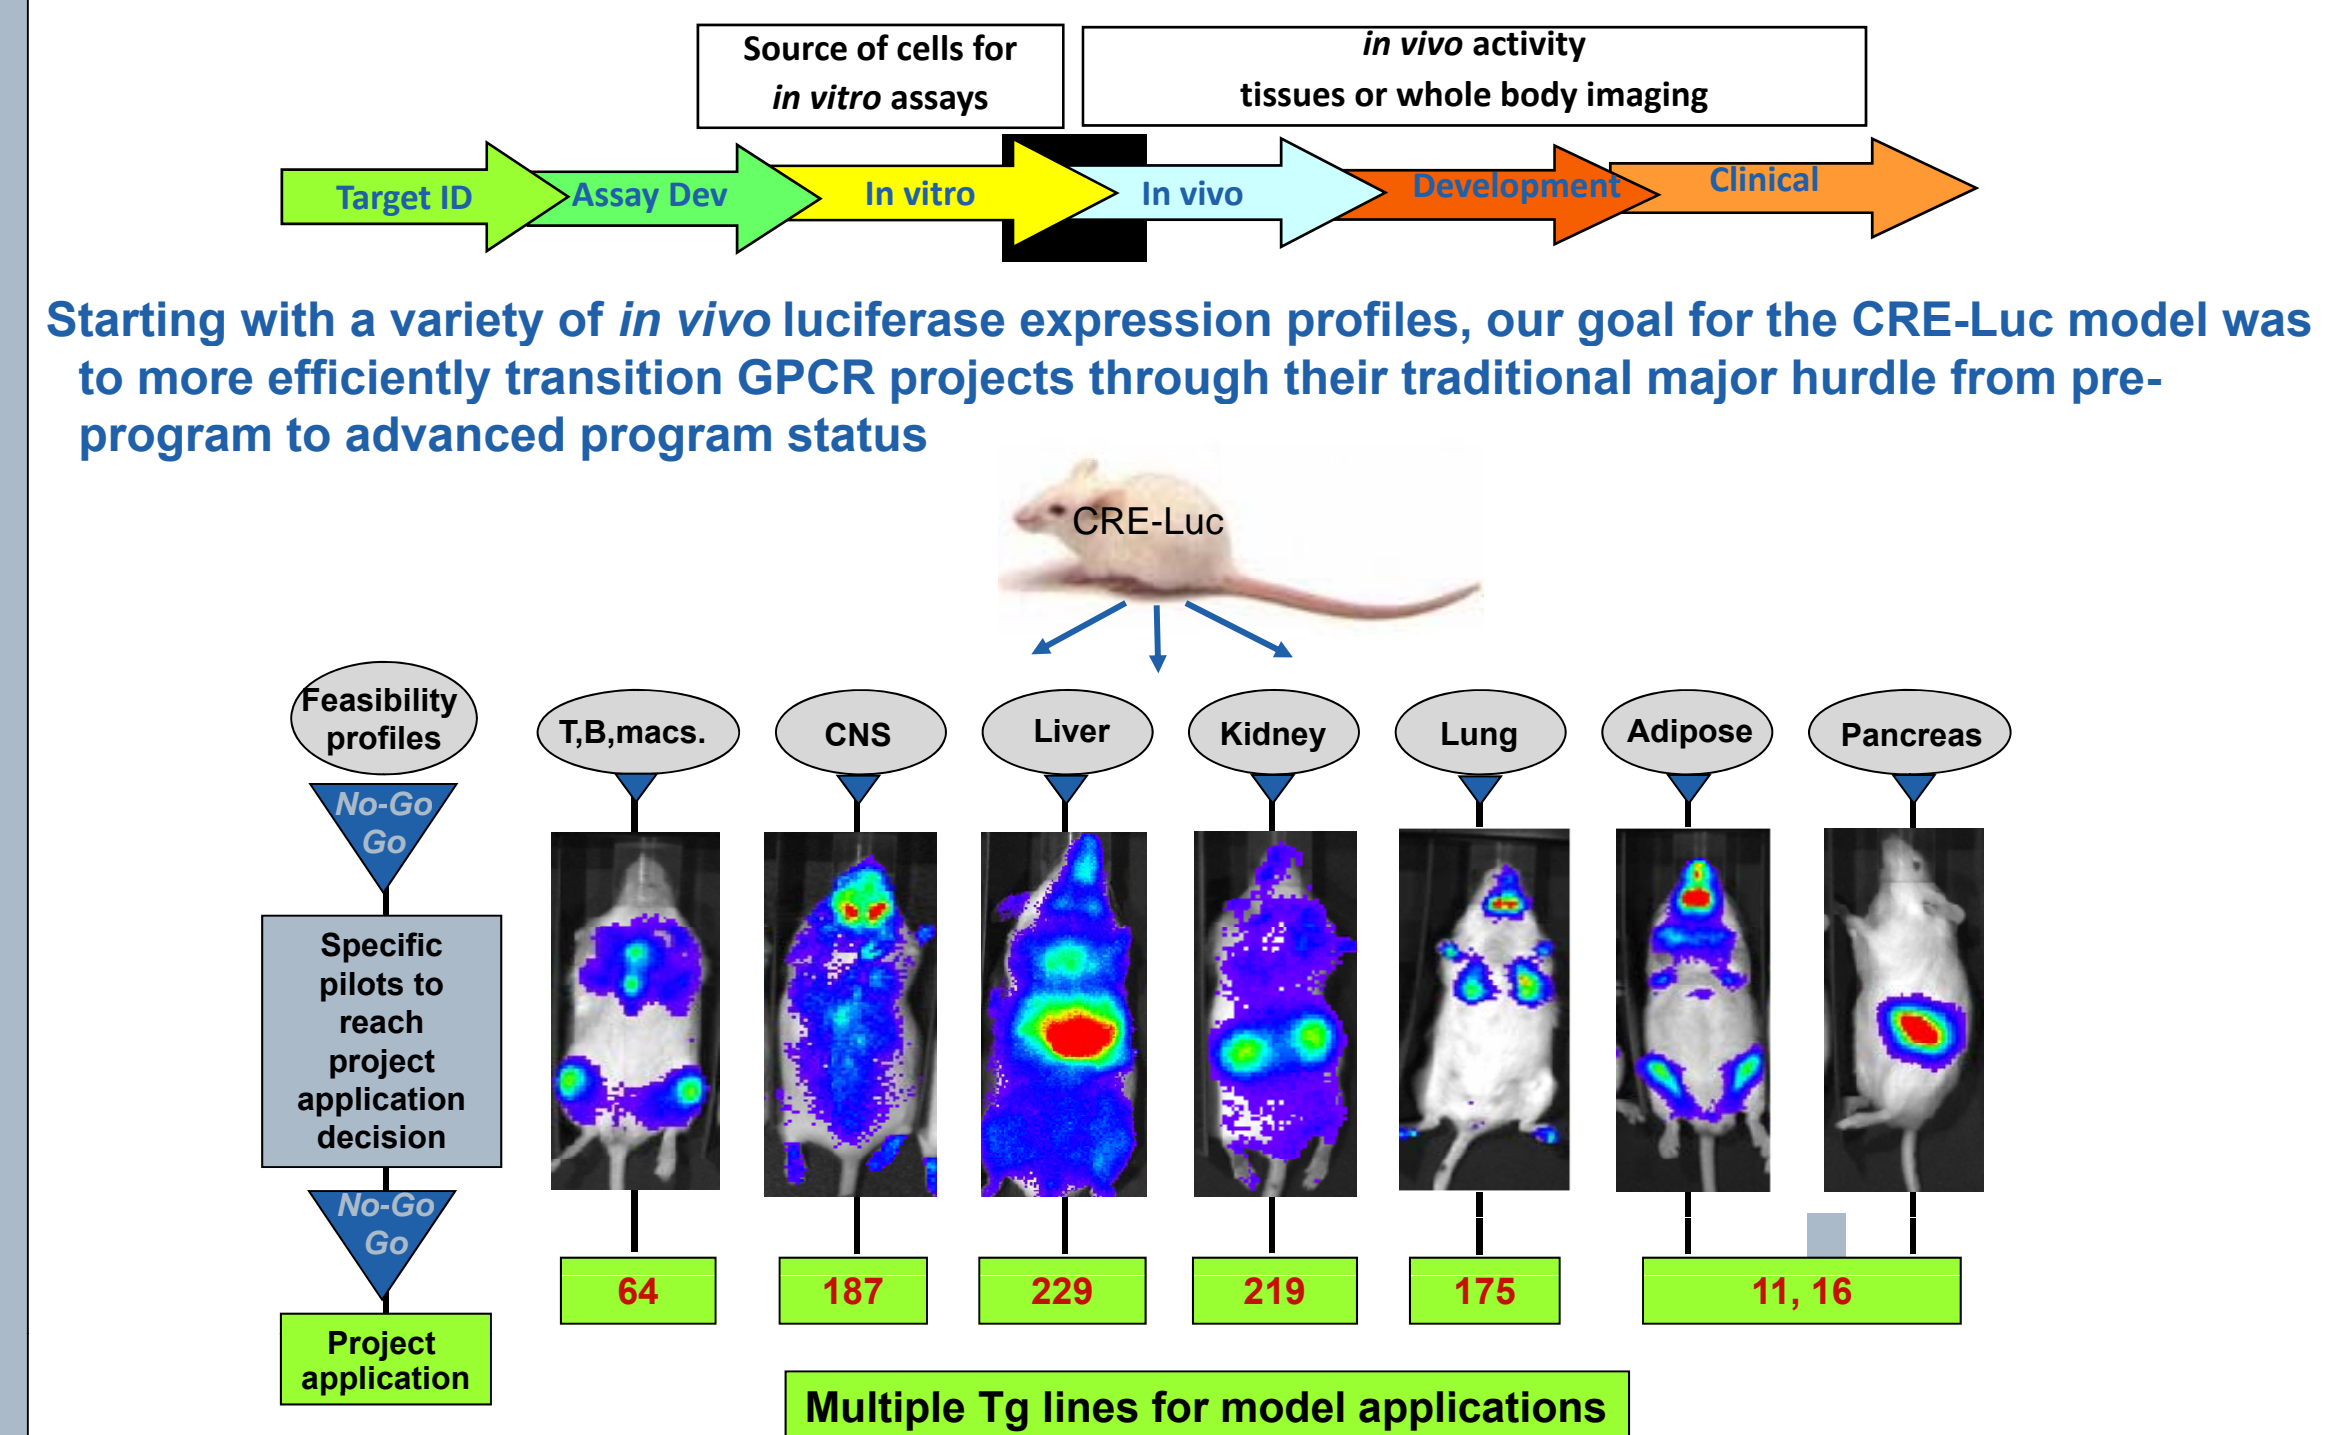 Source of cells for
in vitro assays
in vivo activity
tissues or whole body imaging
Target ID
Assay Dev
In vitro
In vivo
Development
Clinical
Starting with a variety of in vivo luciferase expression profiles, our goal for the CRE-Luc model was
to more efficiently transition GPCR projects through their traditional major hurdle from pre-
program to advanced program status
CRE-Luc
Feasibility
profiles
T,B,macs.
CNS
Liver
Kidney
Lung
Adipose
Pancreas
No-Go
Go
Specific
pilots to
reach
project
application
decision
No-Go
Go
64
187
229
219
175
11, 16
Project
application
Multiple Tg lines for model applications